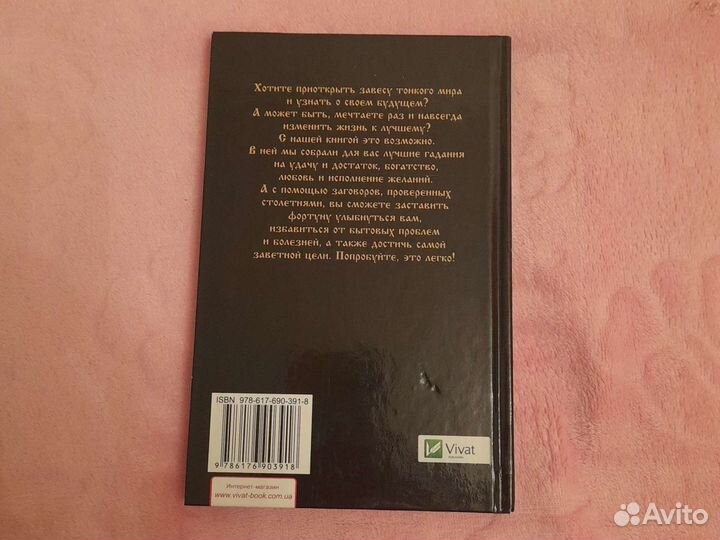 Хотите приоткрыть завесу тонкого мира
и узнать о своем будущем?
А может быть, мечтаете раз и навсегда
изменить жизнь к лучшему?
С нашей книгой это возможно.
В ней мы собрали для вас лучшие гадания
на удачу и достаток, богатство,
любовь и исполнение желаний.
А с помощью заговоров, проверенных
столетиями, вы сможете заставить
фортуну улыбнуться вам,
избавиться от бытовых проблем
и болезней, а также достичь самой
заветной цели. Попробуйте, это легко!
ISBN 978-617-690-391-8
9 786176 903918
Интернет-магазин
www.vivat-book.com.ua
Vivat
Avito